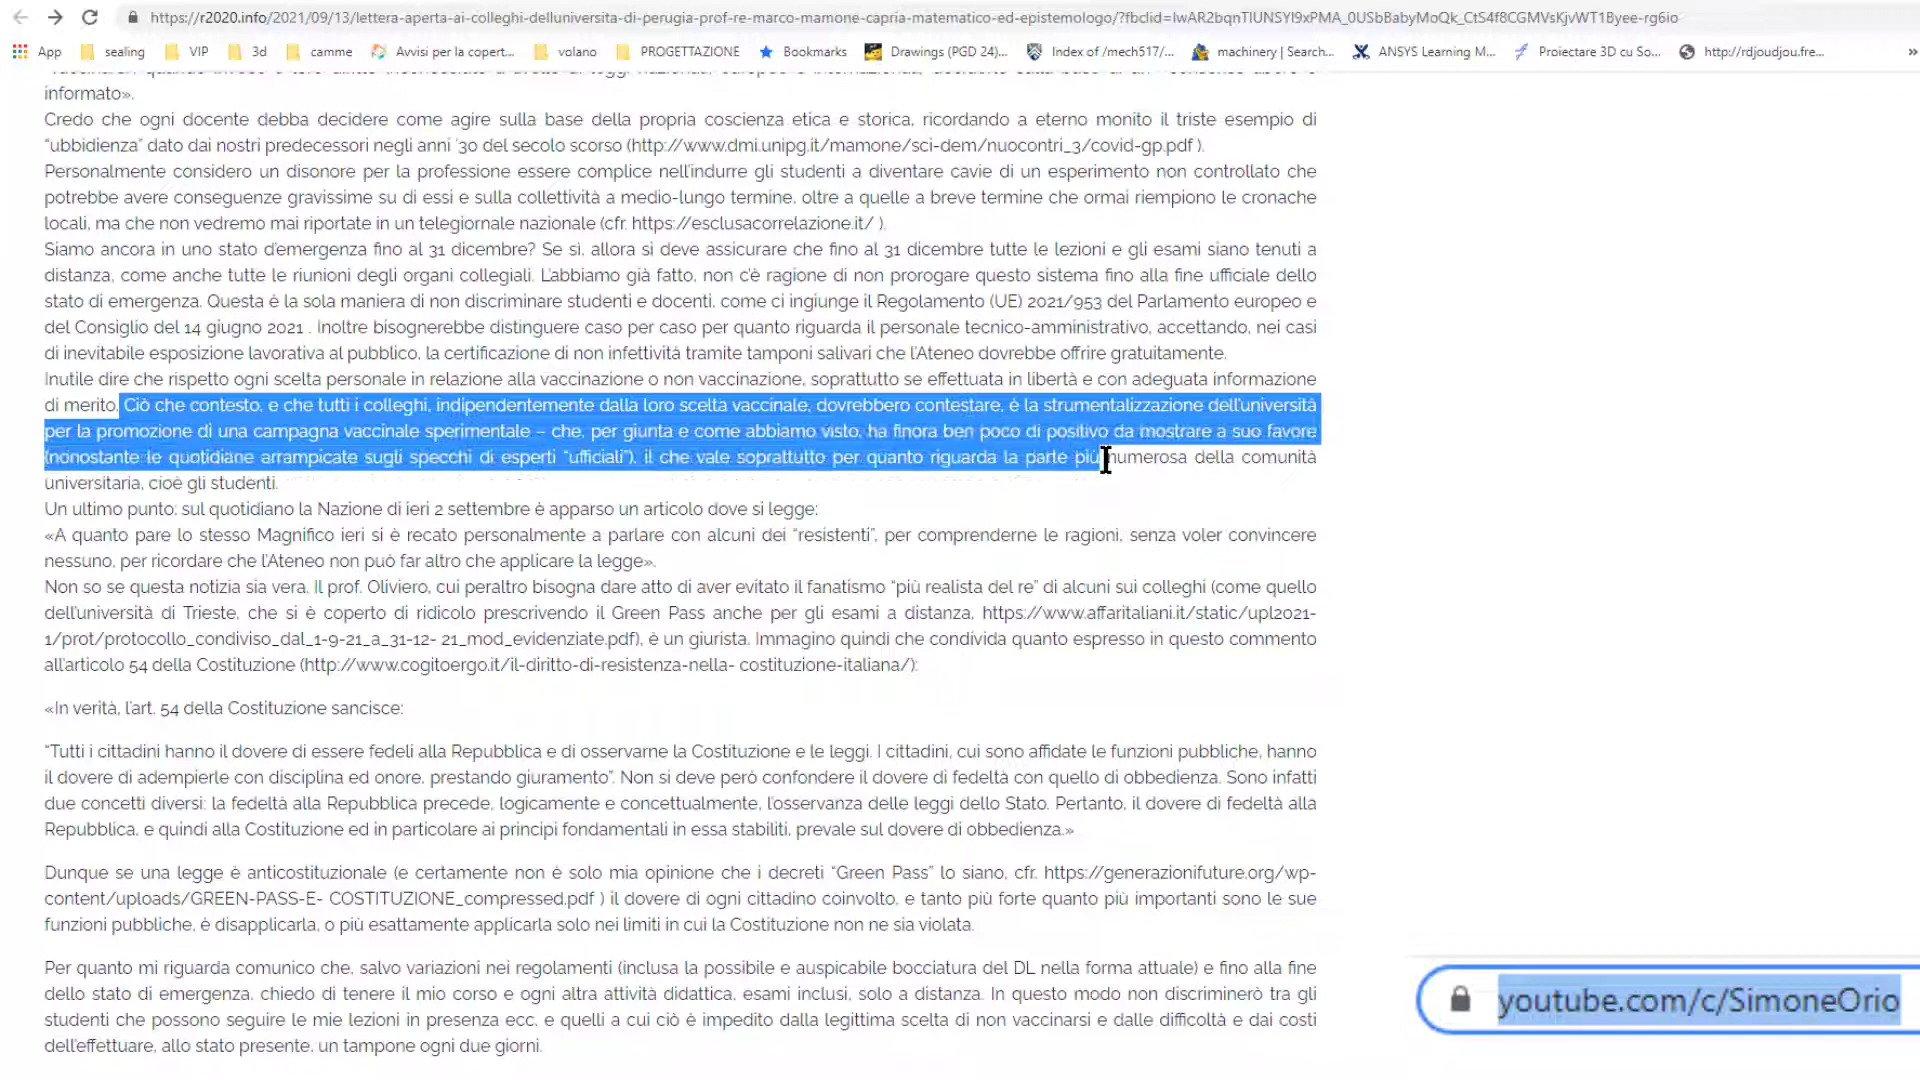 https://r2020.info/2021/09/13/lettera-aperta-ai-colleghi-delluniversita-di-perugia-prof-re-marco-mamone-capria-matematico-ed-epistemologo/?fbclid=IwAR2bqnTIUNSYI9xPMA_0USbBabyMoQk_CtS4f8CGMVsKjvWT1Byee-rg6io
App sealing VIP 3d camme Avvisi per la copert... volano PROGETTAZIONE Bookmarks Drawings (PGD 24)... Index of /mech517/... machinery | Search... ANSYS Learning M... Proiectare 3D cu So... http://rdjoudjou.fre... »
informato».
Credo che ogni docente debba decidere come agire sulla base della propria coscienza etica e storica, ricordando a eterno monito il triste esempio di
“ubbidienza” dato dai nostri predecessori negli anni ’30 del secolo scorso (http://www.dmi.unipg.it/mamone/sci-dem/nuocontri_3/covid-gp.pdf ).
Personalmente considero un disonore per la professione essere complice nell’indurre gli studenti a diventare cavie di un esperimento non controllato che
potrebbe avere conseguenze gravissime su di essi e sulla collettività a medio-lungo termine, oltre a quelle a breve termine che ormai riempiono le cronache
locali, ma che non vedremo mai riportate in un telegiornale nazionale (cfr. https://esclusacorrelazione.it/ ).
Siamo ancora in uno stato d’emergenza fino al 31 dicembre? Se sì, allora si deve assicurare che fino al 31 dicembre tutte le lezioni e gli esami siano tenuti a
distanza, come anche tutte le riunioni degli organi collegiali. L’abbiamo già fatto, non c’è ragione di non prorogare questo sistema fino alla fine ufficiale dello
stato di emergenza. Questa è la sola maniera di non discriminare studenti e docenti, come ci ingiunge il Regolamento (UE) 2021/953 del Parlamento europeo e
del Consiglio del 14 giugno 2021 . Inoltre bisognerebbe distinguere caso per caso per quanto riguarda il personale tecnico-amministrativo, accettando, nei casi
di inevitabile esposizione lavorativa al pubblico, la certificazione di non infettività tramite tamponi salivari che l’Ateneo dovrebbe offrire gratuitamente.
Inutile dire che rispetto ogni scelta personale in relazione alla vaccinazione o non vaccinazione, soprattutto se effettuata in libertà e con adeguata informazione
di merito. Ciò che contesto, e che tutti i colleghi, indipendentemente dalla loro scelta vaccinale, dovrebbero contestare, è la strumentalizzazione dell’università
per la promozione di una campagna vaccinale sperimentale – che, per giunta e come abbiamo visto, ha finora ben poco di positivo da mostrare a suo favore
(nonostante le quotidiane arrampicate sugli specchi di esperti “ufficiali”), il che vale soprattutto per quanto riguarda la parte più numerosa della comunità
universitaria, cioè gli studenti.
Un ultimo punto: sul quotidiano la Nazione di ieri 2 settembre è apparso un articolo dove si legge:
«A quanto pare lo stesso Magnifico ieri si è recato personalmente a parlare con alcuni dei “resistenti”, per comprenderne le ragioni, senza voler convincere
nessuno, per ricordare che l’Ateneo non può far altro che applicare la legge».
Non so se questa notizia sia vera. Il prof. Oliviero, cui peraltro bisogna dare atto di aver evitato il fanatismo “più realista del re” di alcuni sui colleghi (come quello
dell’università di Trieste, che si è coperto di ridicolo prescrivendo il Green Pass anche per gli esami a distanza, https://www.affaritaliani.it/static/upl2021-
1/prot/protocollo_condiviso_dal_1-9-21_a_31-12- 21_mod_evidenziate.pdf), è un giurista. Immagino quindi che condivida quanto espresso in questo commento
all’articolo 54 della Costituzione (http://www.cogitoergo.it/il-diritto-di-resistenza-nella- costituzione-italiana/):
«In verità, l’art. 54 della Costituzione sancisce:
“Tutti i cittadini hanno il dovere di essere fedeli alla Repubblica e di osservarne la Costituzione e le leggi. I cittadini, cui sono affidate le funzioni pubbliche, hanno
il dovere di adempierle con disciplina ed onore, prestando giuramento”. Non si deve però confondere il dovere di fedeltà con quello di obbedienza. Sono infatti
due concetti diversi: la fedeltà alla Repubblica precede, logicamente e concettualmente, l’osservanza delle leggi dello Stato. Pertanto, il dovere di fedeltà alla
Repubblica, e quindi alla Costituzione ed in particolare ai principi fondamentali in essa stabiliti, prevale sul dovere di obbedienza.»
Dunque se una legge è anticostituzionale (e certamente non è solo mia opinione che i decreti “Green Pass” lo siano, cfr. https://generazionifuture.org/wp-
content/uploads/GREEN-PASS-E- COSTITUZIONE_compressed.pdf ) il dovere di ogni cittadino coinvolto, e tanto più forte quanto più importanti sono le sue
funzioni pubbliche, è disapplicarla, o più esattamente applicarla solo nei limiti in cui la Costituzione non ne sia violata.
Per quanto mi riguarda comunico che, salvo variazioni nei regolamenti (inclusa la possibile e auspicabile bocciatura del DL nella forma attuale) e fino alla fine
dello stato di emergenza, chiedo di tenere il mio corso e ogni altra attività didattica, esami inclusi, solo a distanza. In questo modo non discriminerò tra gli
studenti che possono seguire le mie lezioni in presenza ecc. e quelli a cui ciò è impedito dalla legittima scelta di non vaccinarsi e dalle difficoltà e dai costi
dell’effettuare, allo stato presente, un tampone ogni due giorni.
youtube.com/c/SimoneOrio